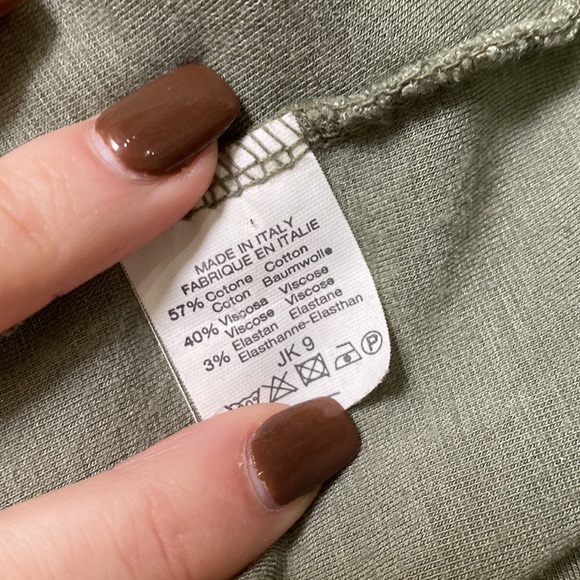 MADE IN ITALY
FABRIQUE EN ITALIE
57% Cotone Cotton
Coton Baumwolle
40% Viscosa Viscose
Viscose Viscose
3% Elastan Elastane
Elasthanne-Elasthan
JK 9
P